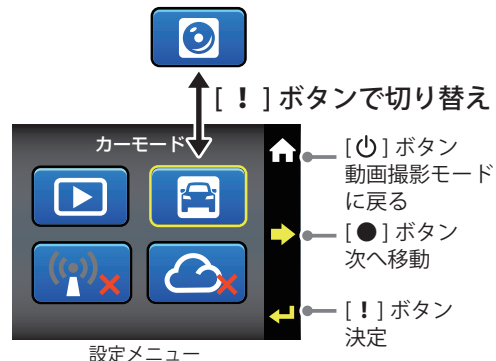 [ ! ] ボタンで切り替え
カーモード
[⏻] ボタン
動画撮影モード
に戻る
[●] ボタン
次へ移動
[ ! ] ボタン
決定
設定メニュー